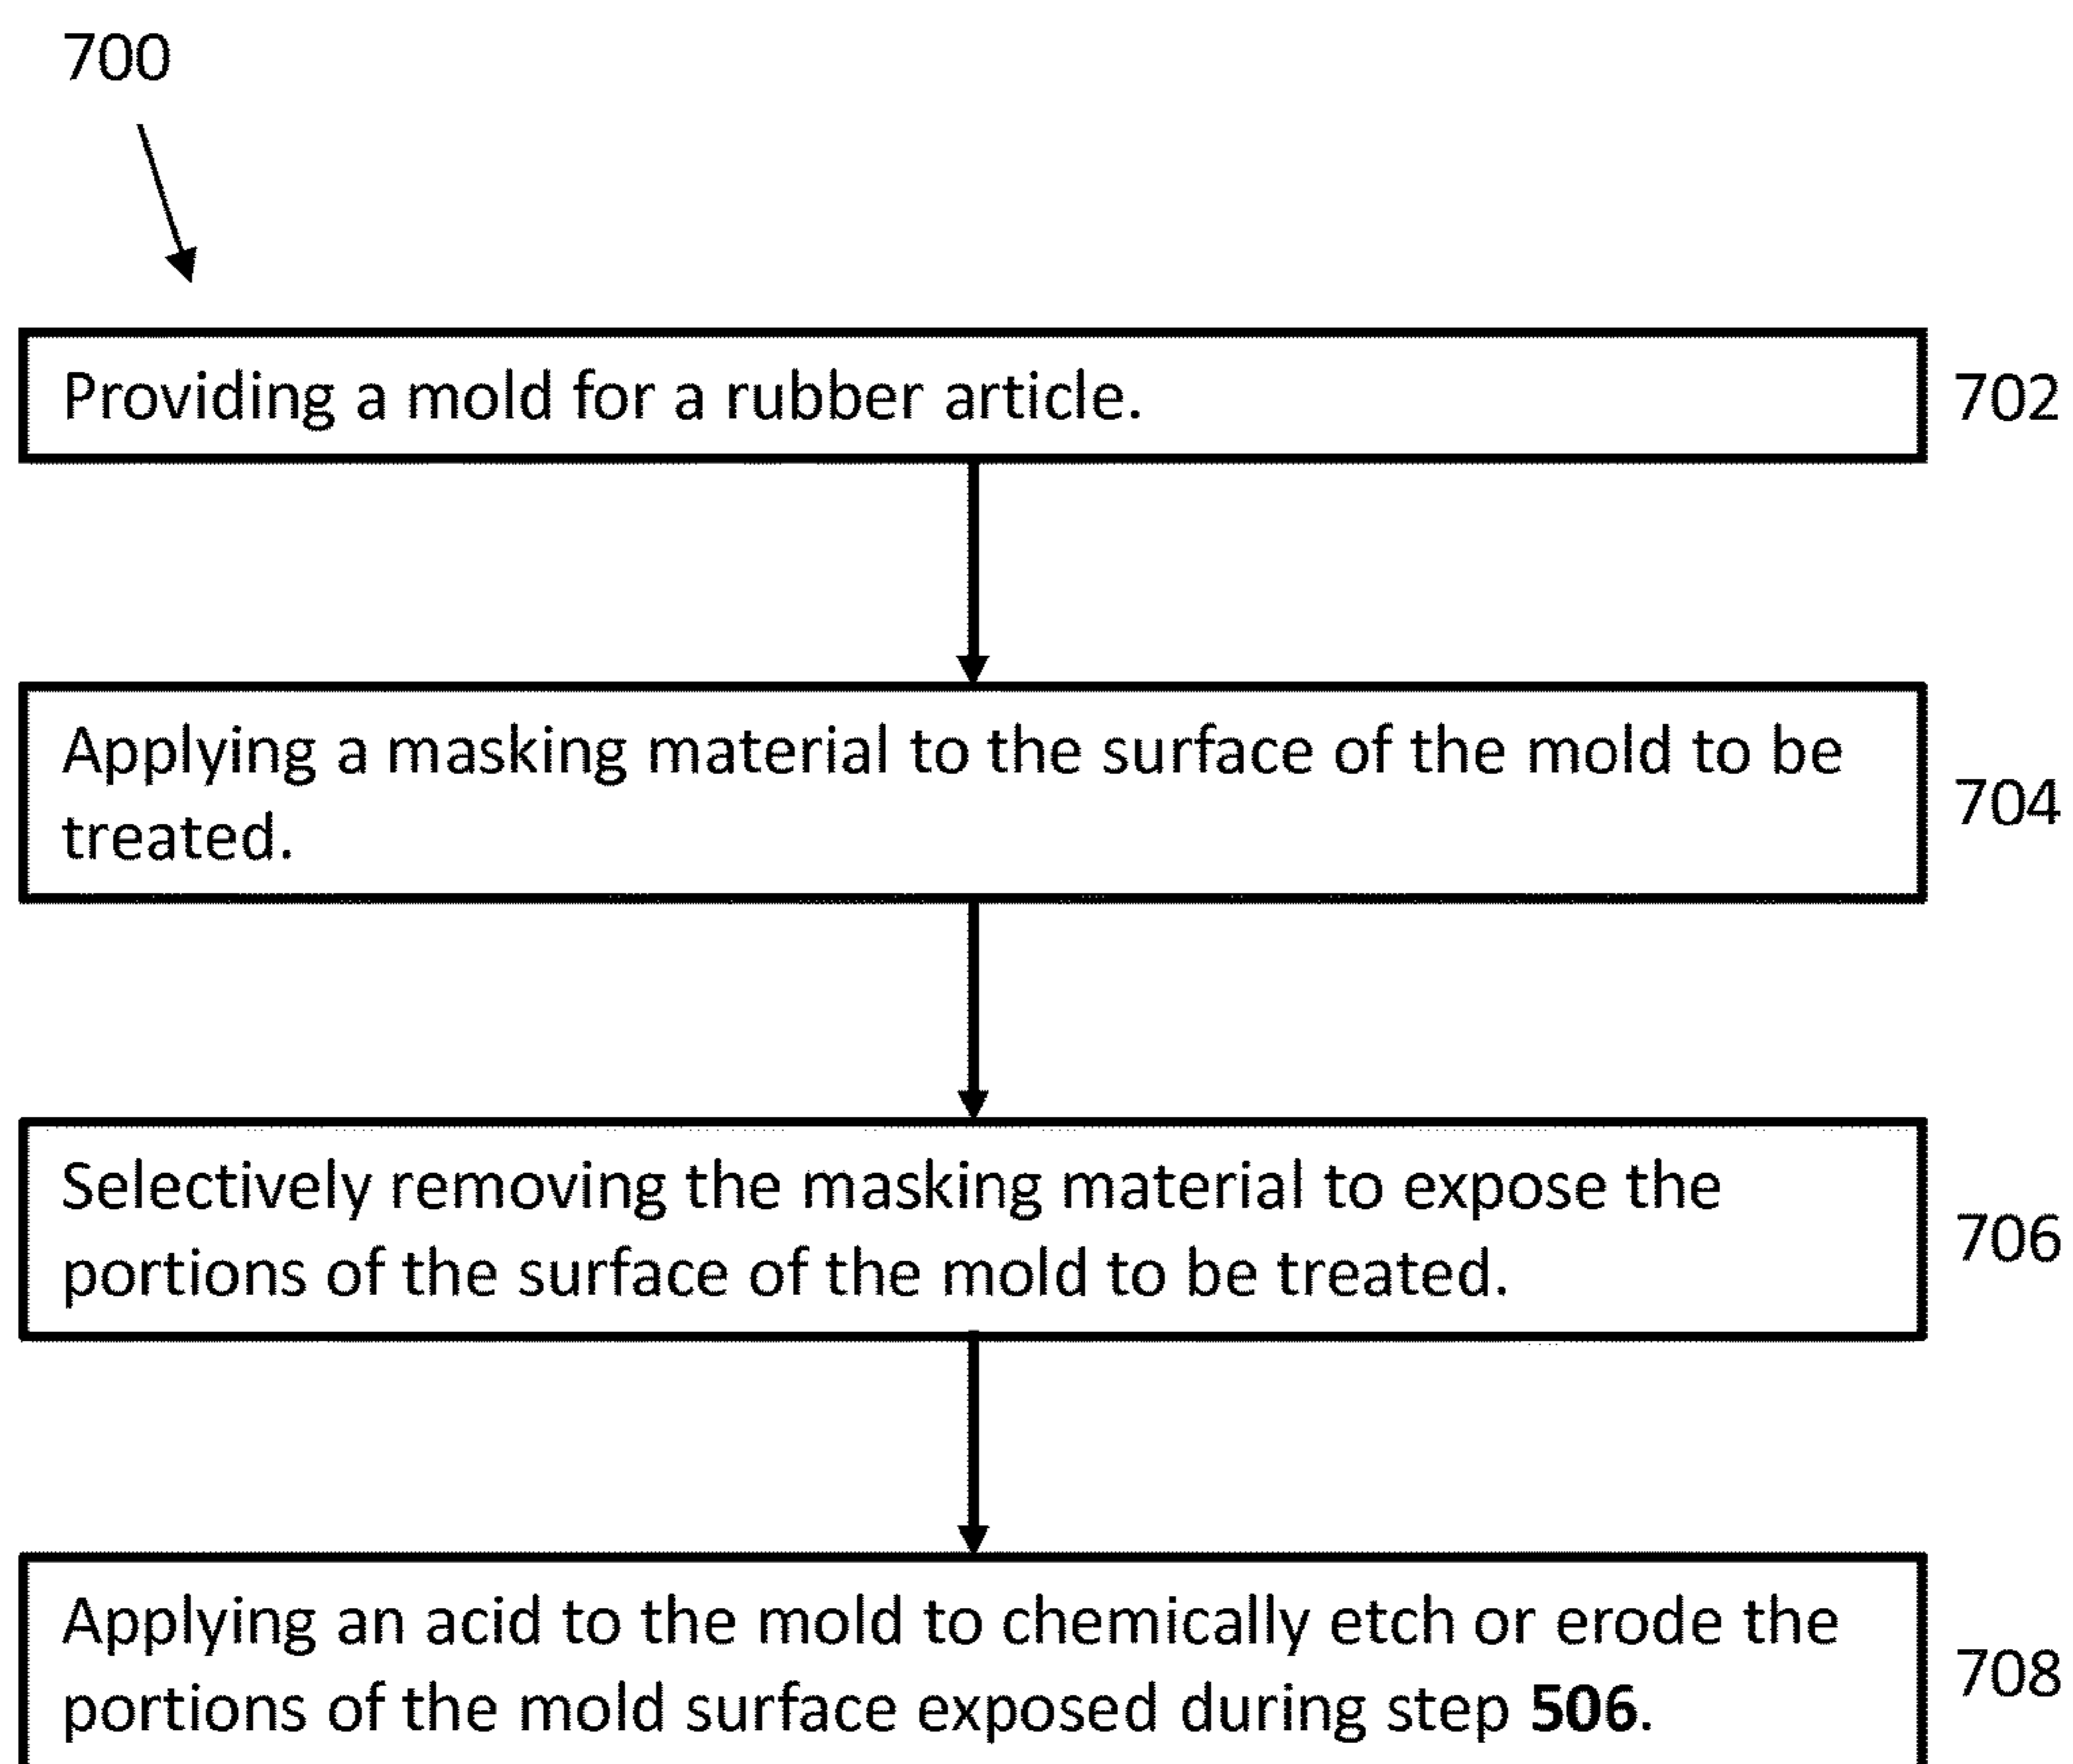 700
Providing a mold for a rubber article.
702
Applying a masking material to the surface of the mold to be
treated.
704
Selectively removing the masking material to expose the
portions of the surface of the mold to be treated.
706
Applying an acid to the mold to chemically etch or erode the
portions of the mold surface exposed during step 506.
708